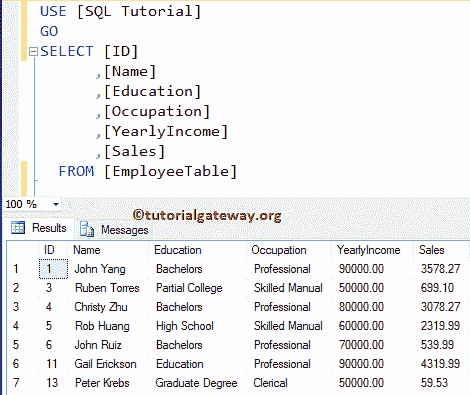 USE [SQL Tutorial]
GO
SELECT [ID]
,[Name]
,[Education]
,[Occupation]
,[YearlyIncome]
,[Sales]
FROM [EmployeeTable]
©tutorialgateway.org
100 %
Results Messages
ID Name Education Occupation YearlyIncome Sales
1 1 John Yang Bachelors Professional 90000.00 3578.27
2 3 Ruben Torres Partial College Skilled Manual 50000.00 699.10
3 4 Christy Zhu Bachelors Professional 80000.00 3078.27
4 5 Rob Huang High School Skilled Manual 60000.00 2319.99
5 6 John Ruiz Bachelors Professional 70000.00 539.99
6 11 Gail Erickson Education Professional 90000.00 4319.99
7 13 Peter Krebs Graduate Degree Clerical 50000.00 59.53